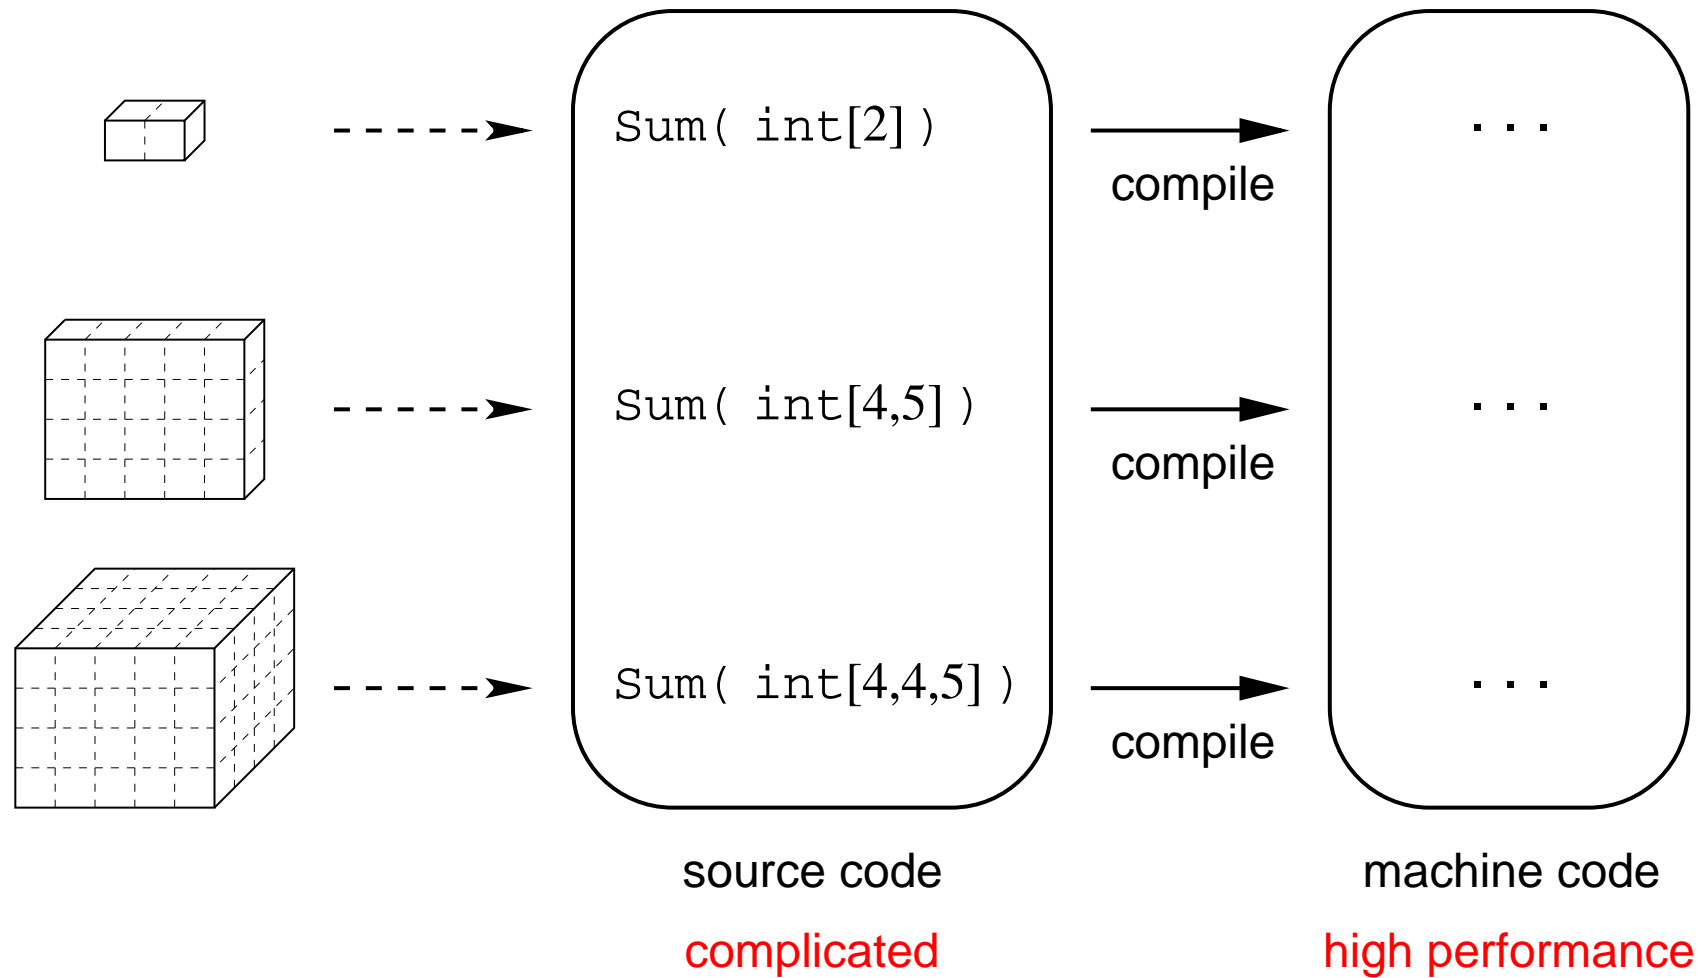 Sum( int[2] )
. . .
compile
Sum( int[4,5] )
. . .
compile
Sum( int[4,4,5] )
. . .
compile
source code
machine code
complicated
high performance